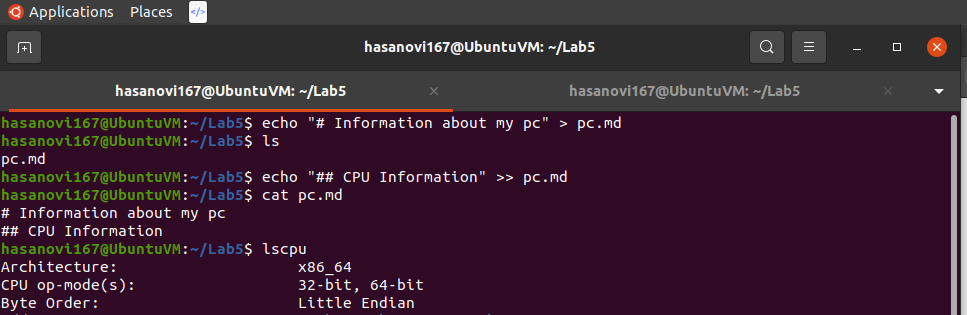 Applications Places </>
hasanovi167@UbuntuVM: ~/Lab5
hasanovi167@UbuntuVM: ~/Lab5 × hasanovi167@UbuntuVM: ~/Lab5 ×
hasanovi167@UbuntuVM:~/Lab5$ echo "# Information about my pc" > pc.md
hasanovi167@UbuntuVM:~/Lab5$ ls
pc.md
hasanovi167@UbuntuVM:~/Lab5$ echo "## CPU Information" >> pc.md
hasanovi167@UbuntuVM:~/Lab5$ cat pc.md
# Information about my pc
## CPU Information
hasanovi167@UbuntuVM:~/Lab5$ lscpu
Architecture: x86_64
CPU op-mode(s): 32-bit, 64-bit
Byte Order: Little Endian